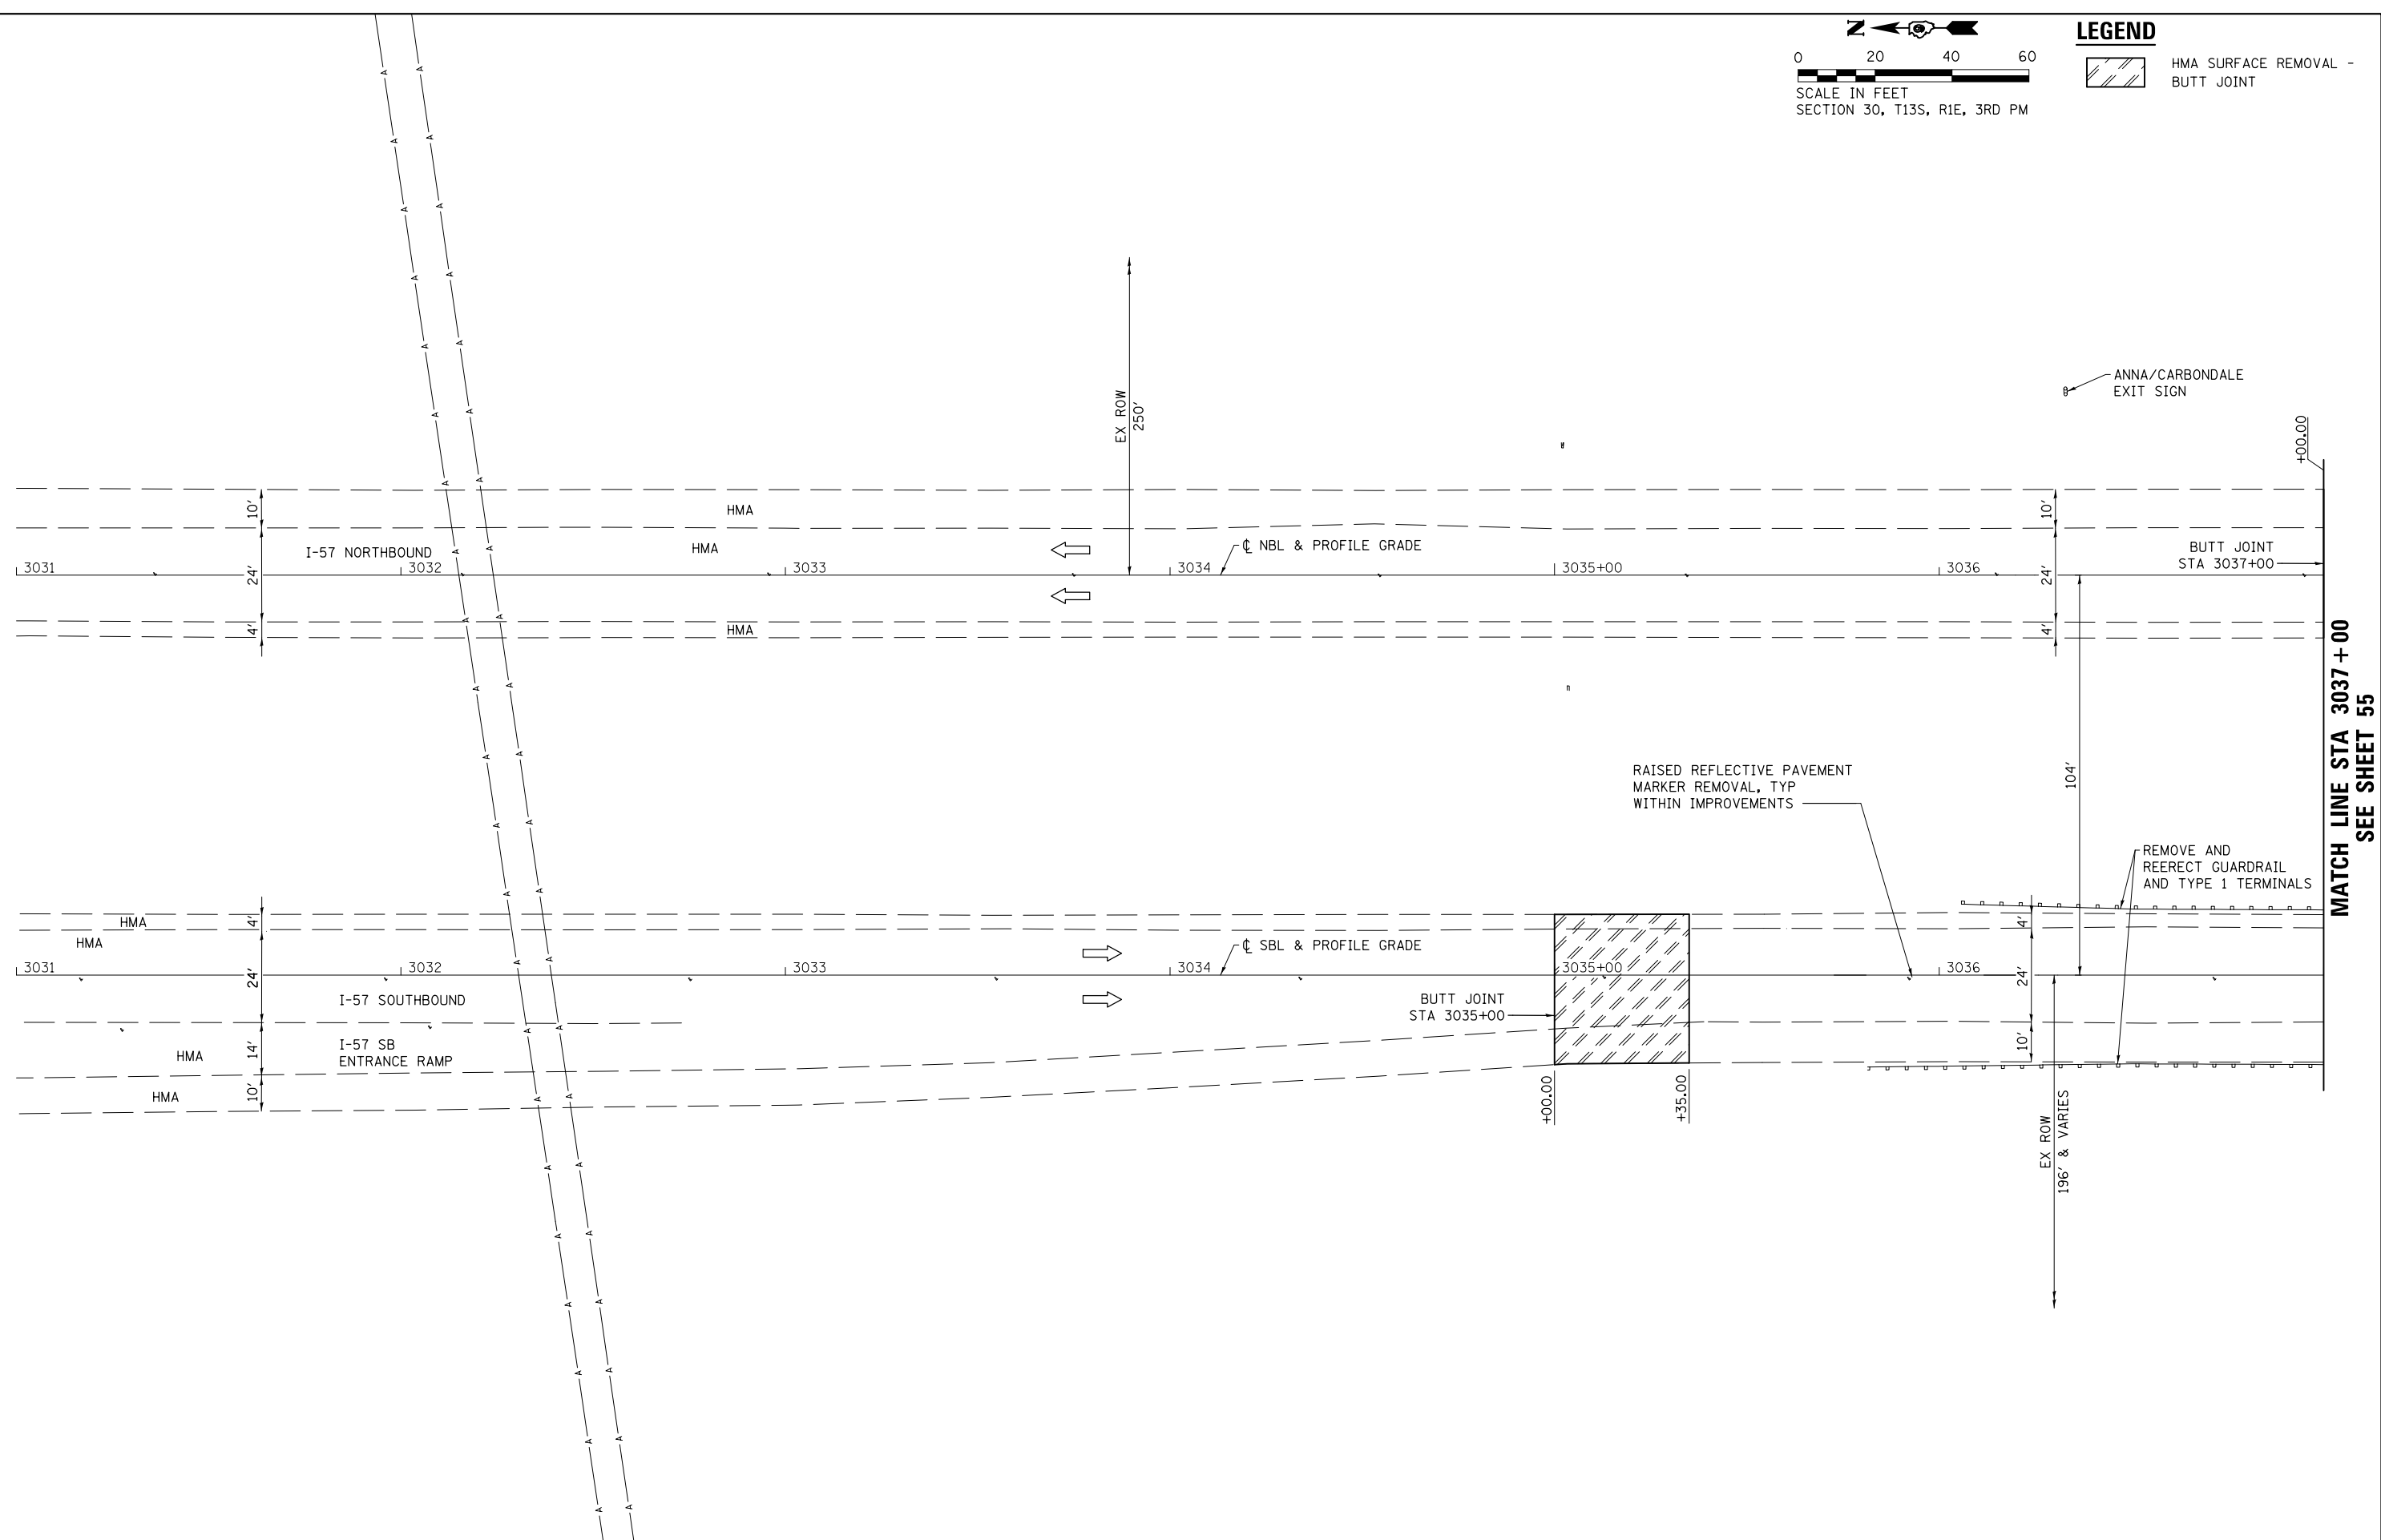 N
LEGEND
0 20 40 60
SCALE IN FEET
SECTION 30, T13S, R1E, 3RD PM
HMA SURFACE REMOVAL -
BUTT JOINT
ANNA/CARBONDALE
EXIT SIGN
EX ROW
250'
+00.00
10'
24'
4'
HMA
I-57 NORTHBOUND
HMA
HMA
℄ NBL & PROFILE GRADE
3031 3032 3033 3034 3035+00 3036
10'
24'
4'
BUTT JOINT
STA 3037+00
MATCH LINE STA 3037+00
SEE SHEET 55
104'
RAISED REFLECTIVE PAVEMENT
MARKER REMOVAL, TYP
WITHIN IMPROVEMENTS
REMOVE AND
REERECT GUARDRAIL
AND TYPE 1 TERMINALS
HMA
HMA
4'
24'
14'
10'
℄ SBL & PROFILE GRADE
3031 3032 3033 3034 3035+00 3036
I-57 SOUTHBOUND
BUTT JOINT
STA 3035+00
4'
24'
10'
HMA
I-57 SB
ENTRANCE RAMP
HMA
+00.00
+35.00
EX ROW
196' & VARIES
A A A A A A A A A A A A A A A A A A A A A A
A A A A A A A A A A A A A A A A A A A A A A